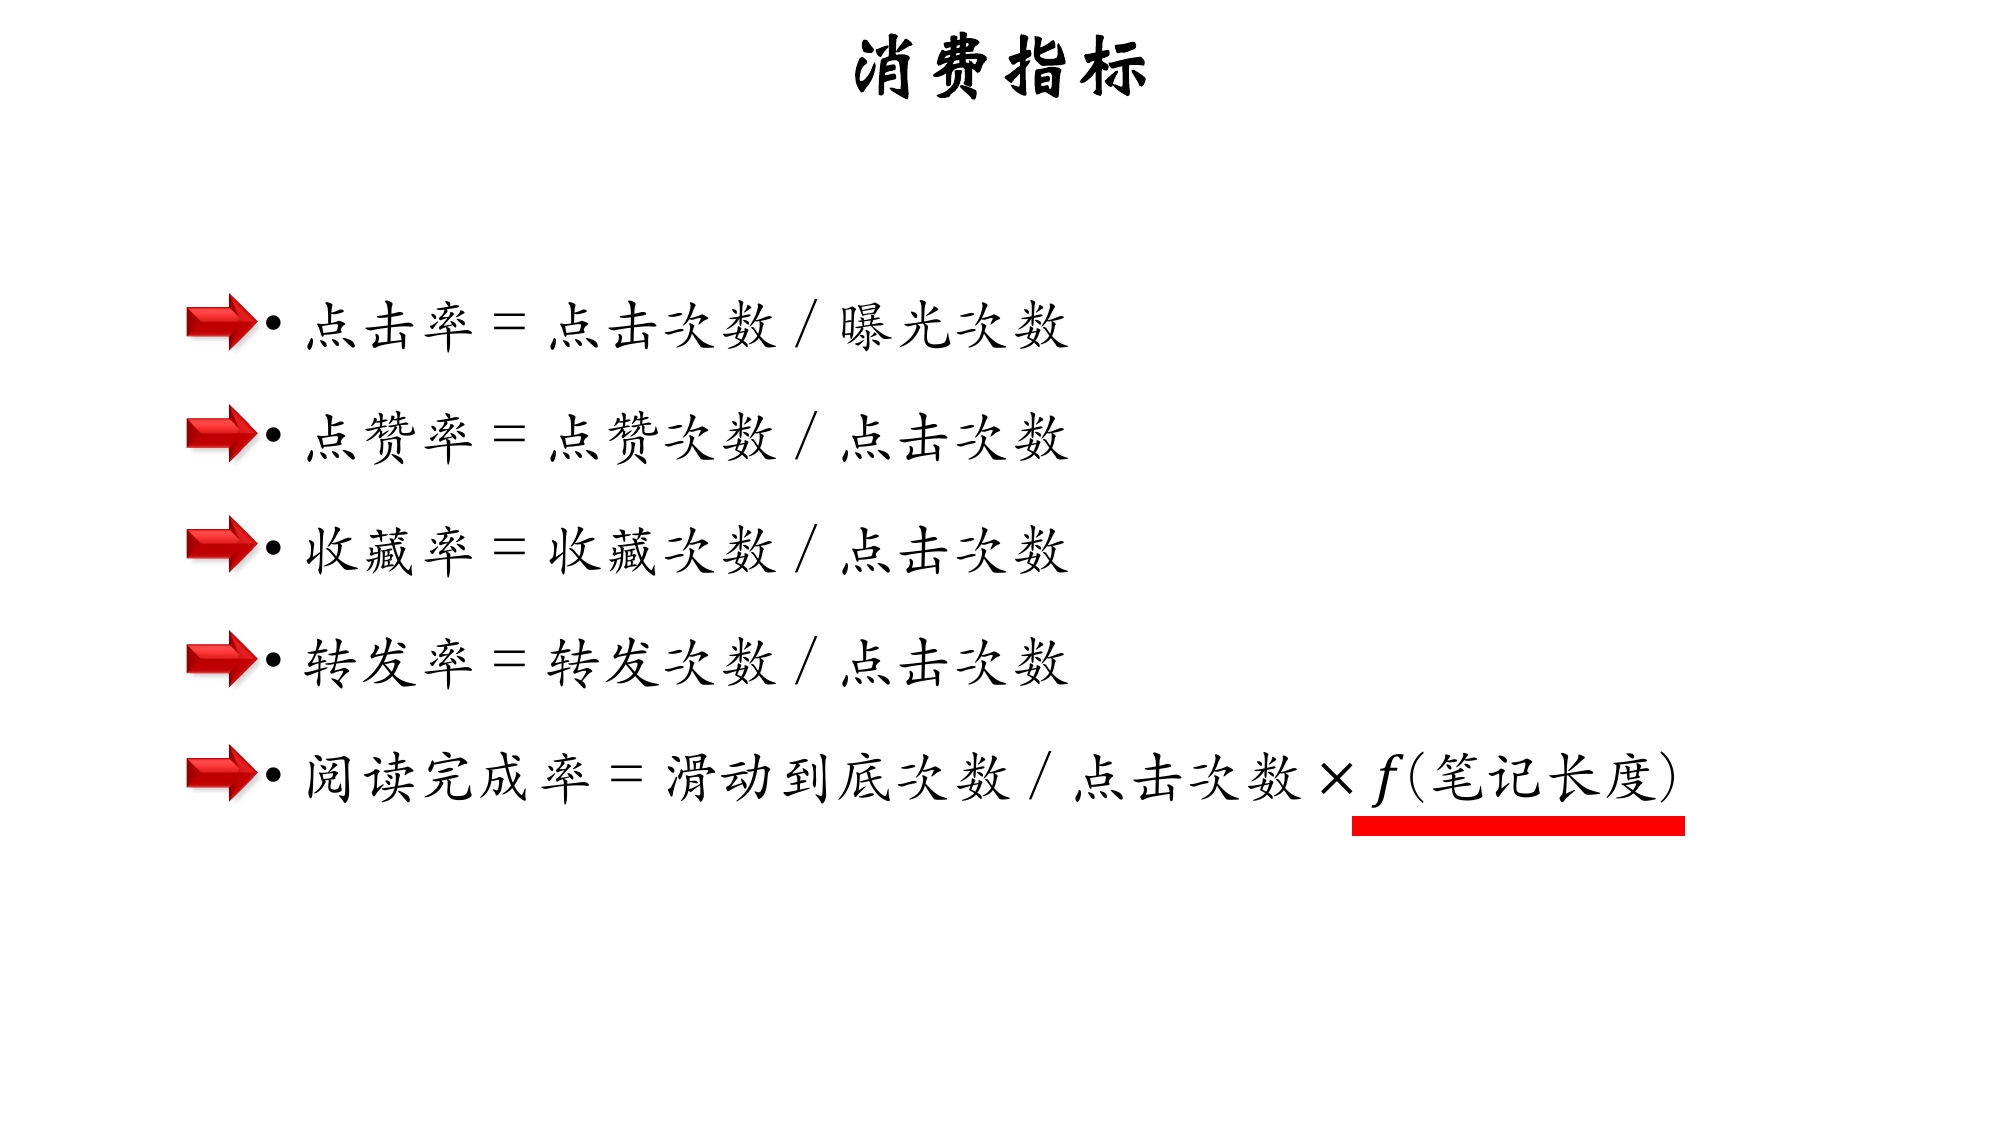 消费指标
• 点击率 = 点击次数 / 曝光次数
• 点赞率 = 点赞次数 / 点击次数
• 收藏率 = 收藏次数 / 点击次数
• 转发率 = 转发次数 / 点击次数
• 阅读完成率 = 滑动到底次数 / 点击次数 × f(笔记长度)